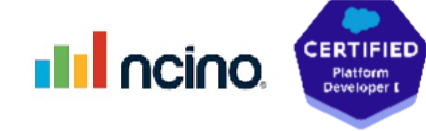 ncino
CERTIFIED
Platform
Developer I